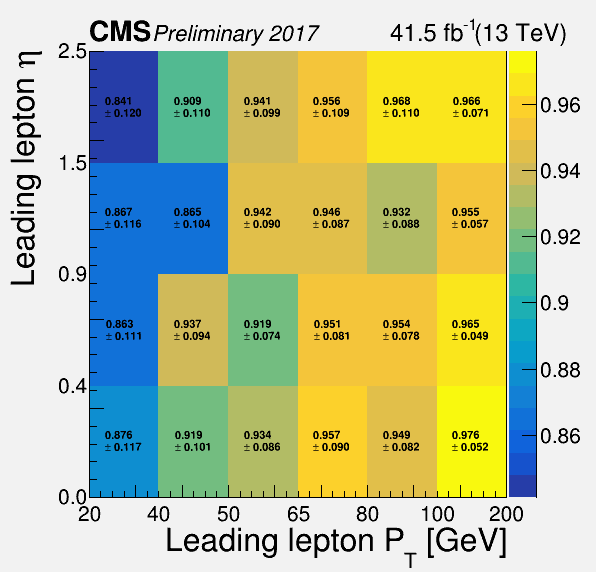 CMS Preliminary 2017 41.5 fb-1(13 TeV)
Leading lepton η
2.5
1.5
0.9
0.4
0.0
0.841 0.909 0.941 0.956 0.968 0.966
± 0.120 ± 0.110 ± 0.099 ± 0.109 ± 0.110 ± 0.071
0.867 0.865 0.942 0.946 0.932 0.955
± 0.116 ± 0.104 ± 0.090 ± 0.087 ± 0.088 ± 0.057
0.863 0.937 0.919 0.951 0.954 0.965
± 0.111 ± 0.094 ± 0.074 ± 0.081 ± 0.078 ± 0.049
0.876 0.919 0.934 0.957 0.949 0.976
± 0.117 ± 0.101 ± 0.086 ± 0.090 ± 0.082 ± 0.052
0.96
0.94
0.92
0.9
0.88
0.86
20 40 50 65 80 100 200
Leading lepton PT [GeV]